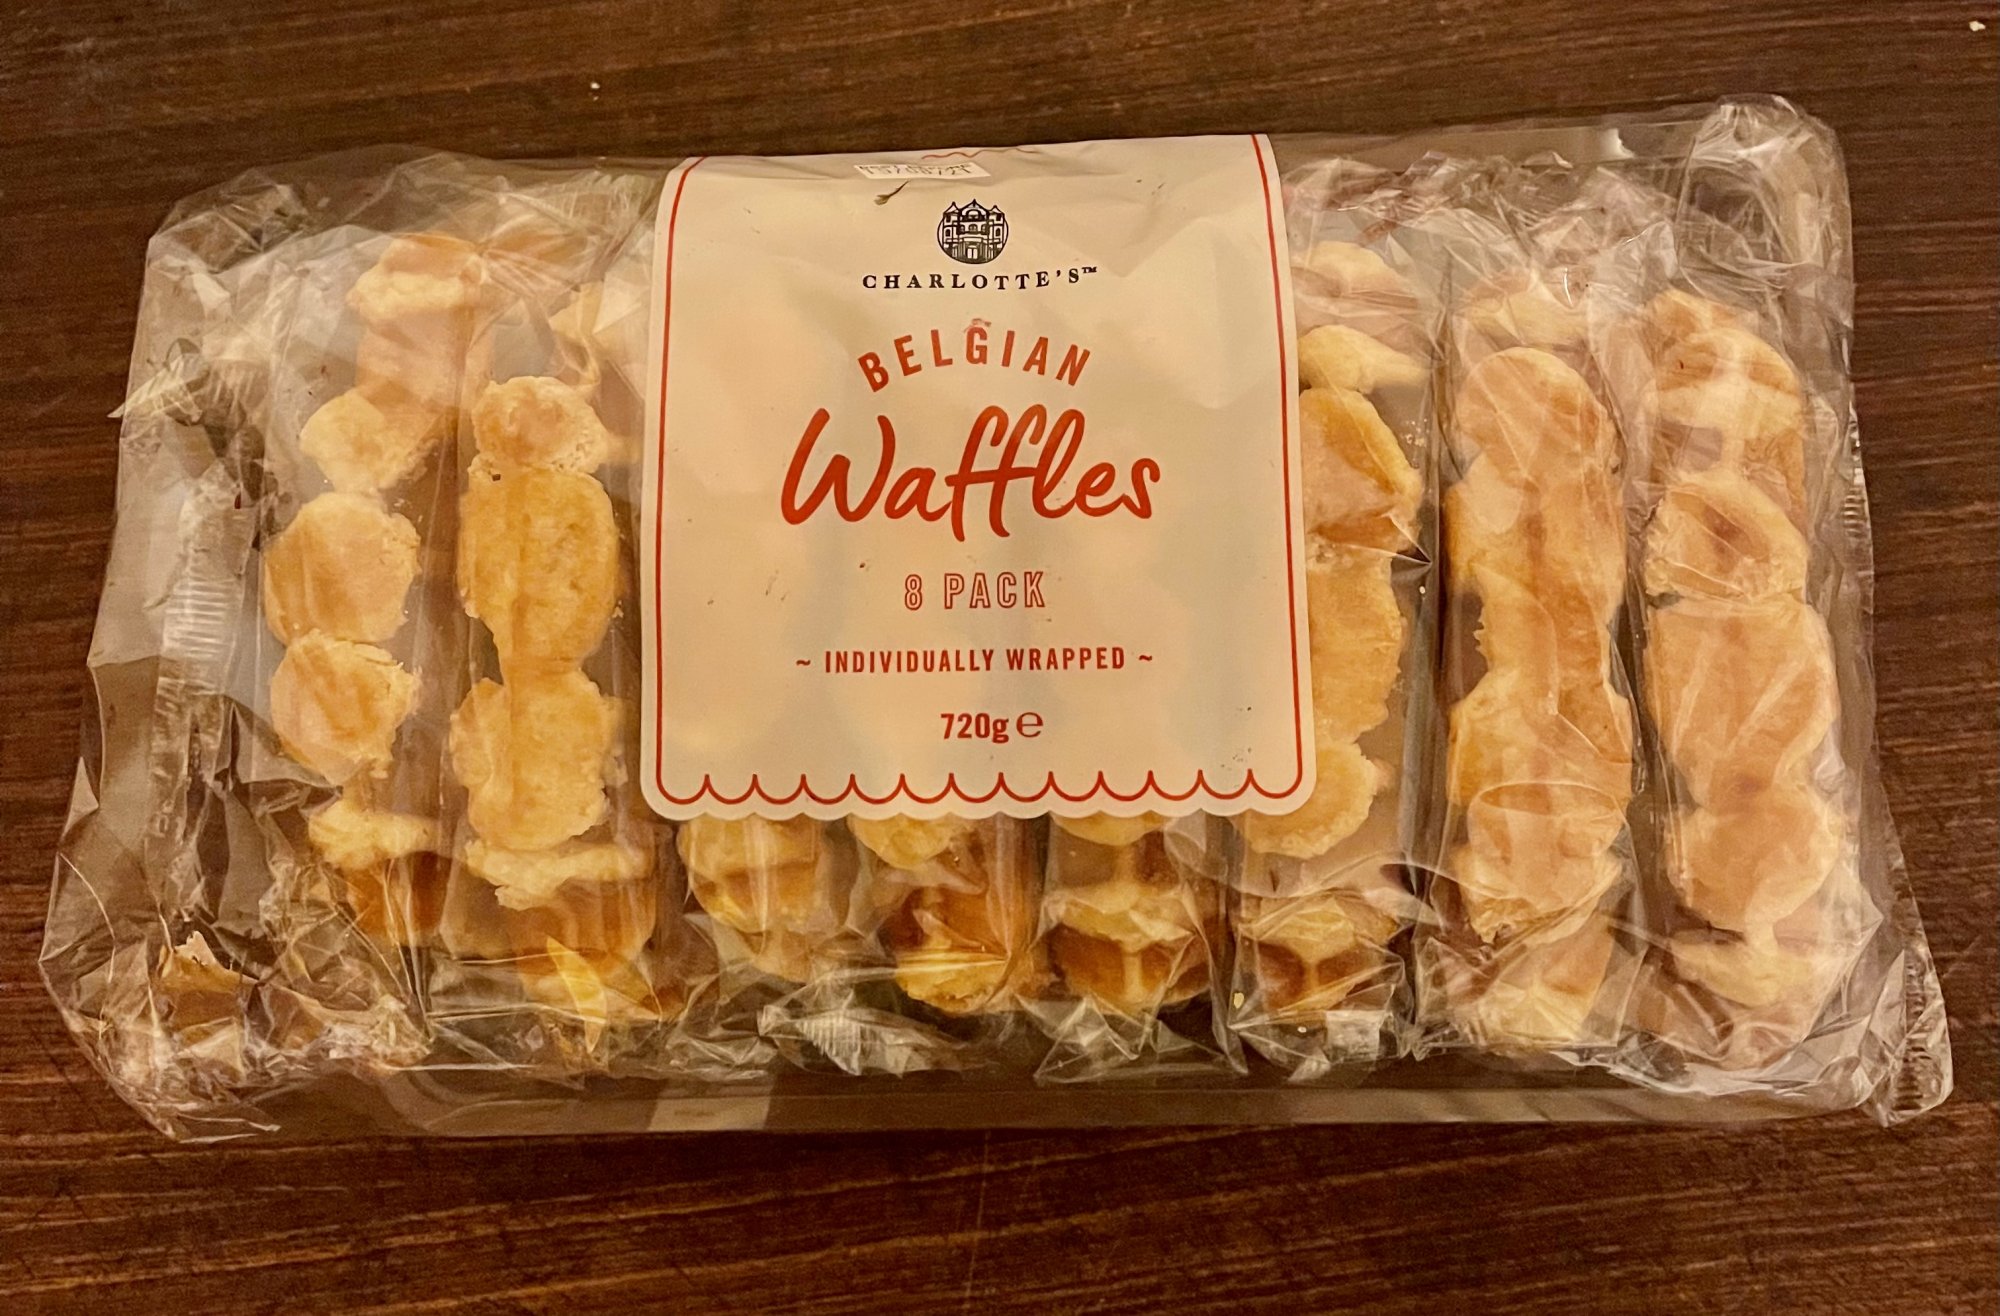 CHARLOTTE'S™
BELGIAN
Waffles
8 PACK
~ INDIVIDUALLY WRAPPED ~
720g ℮